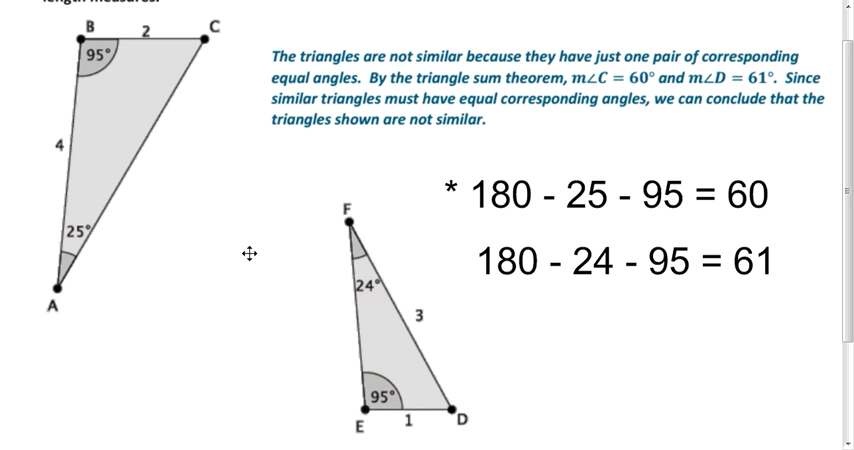 length measures.
B
2
C
95°
4
25°
A
The triangles are not similar because they have just one pair of corresponding
equal angles. By the triangle sum theorem, m∠C = 60° and m∠D = 61°. Since
similar triangles must have equal corresponding angles, we can conclude that the
triangles shown are not similar.
* 180 - 25 - 95 = 60
180 - 24 - 95 = 61
F
24°
3
95°
E
1
D